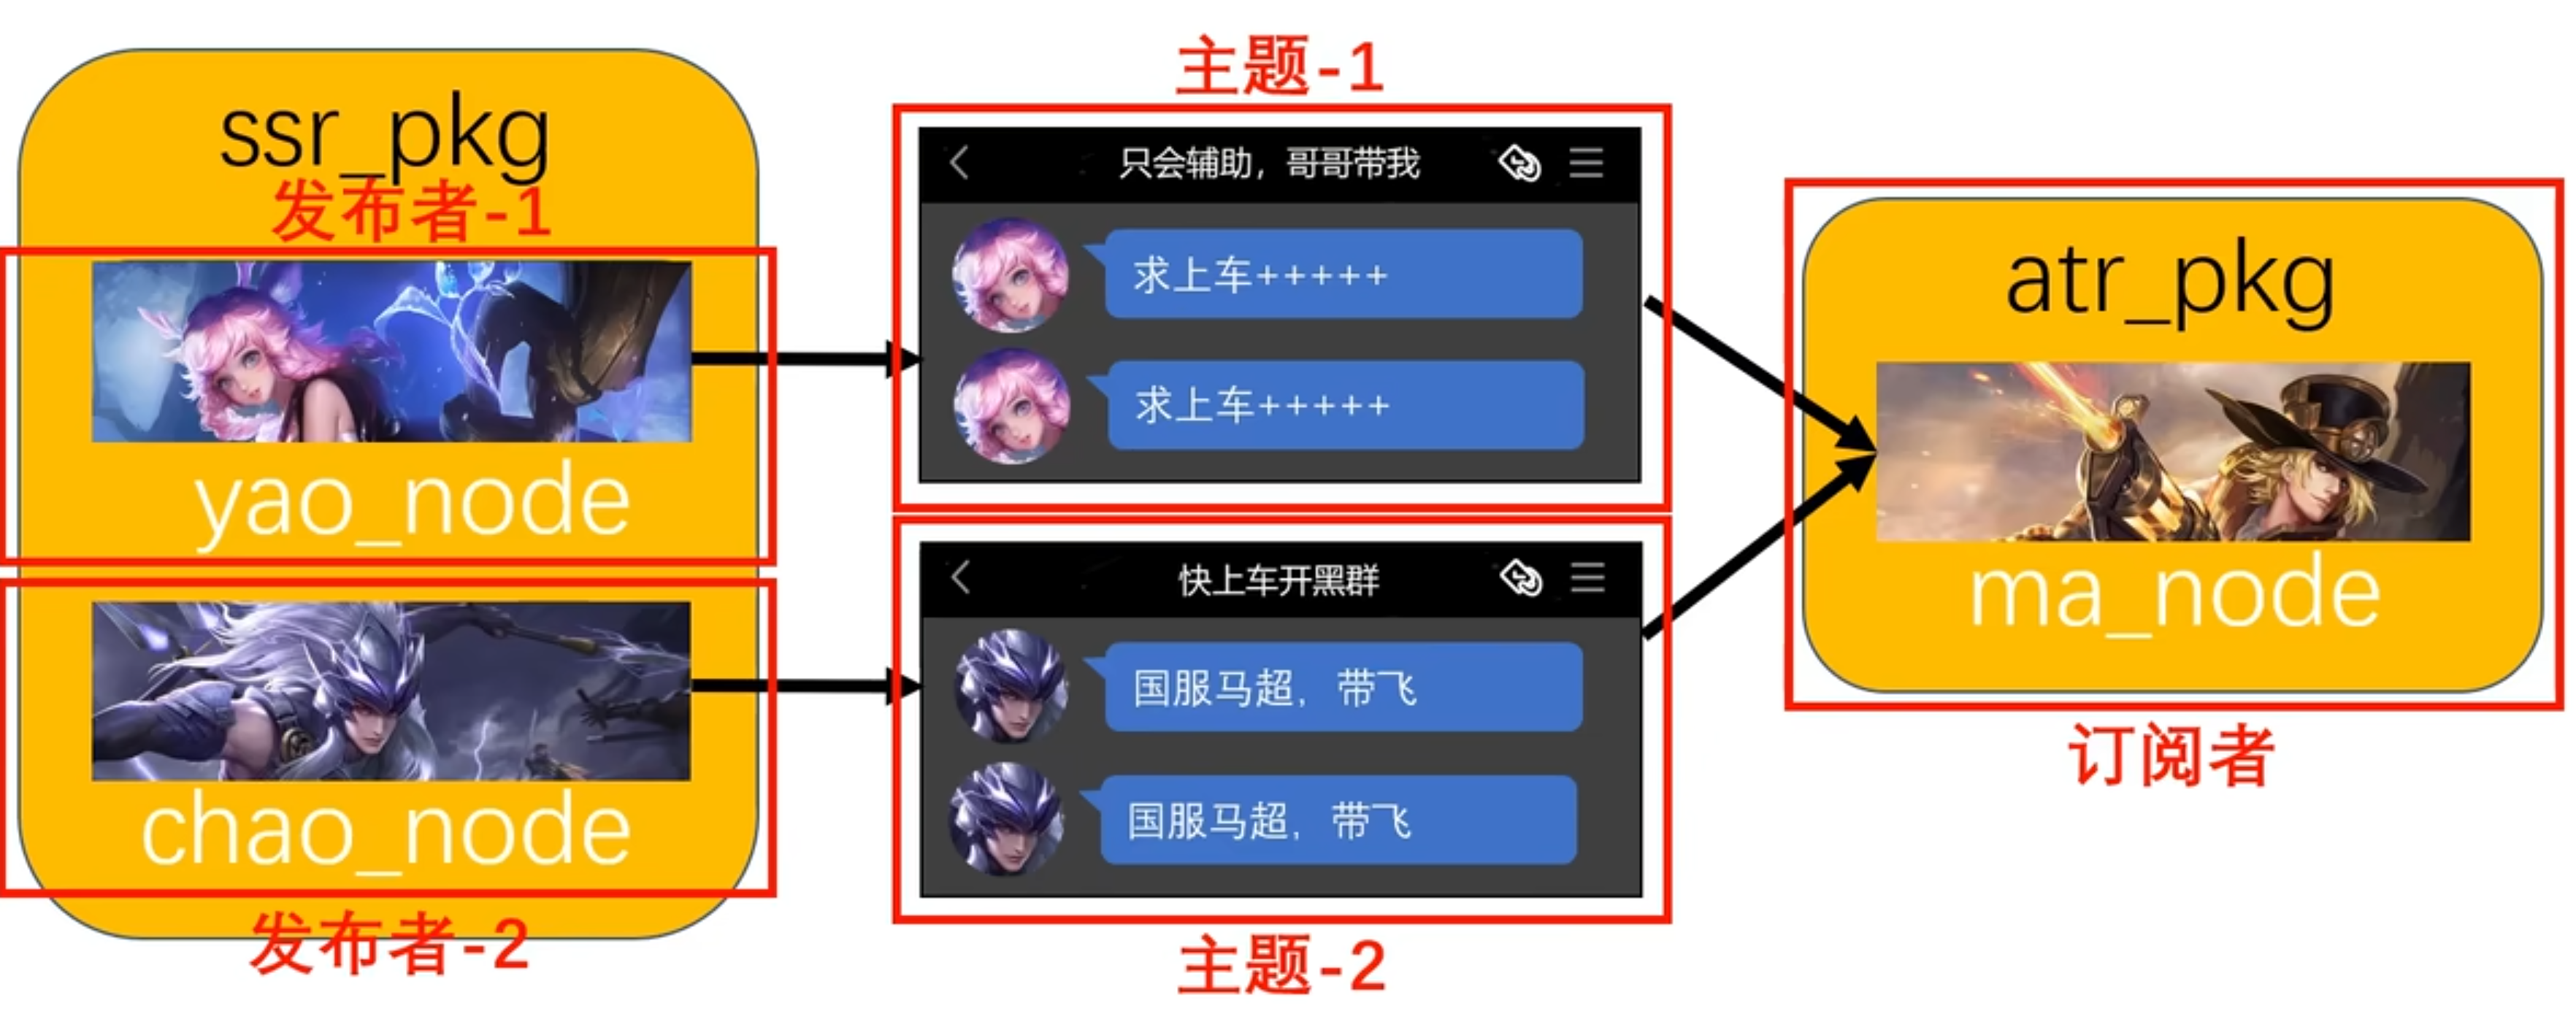 ssr_pkg
发布者-1
yao_node
chao_node
发布者-2
主题-1
只会辅助，哥哥带我
求上车+++++
求上车+++++
快上车开黑群
国服马超，带飞
国服马超，带飞
主题-2
atr_pkg
ma_node
订阅者